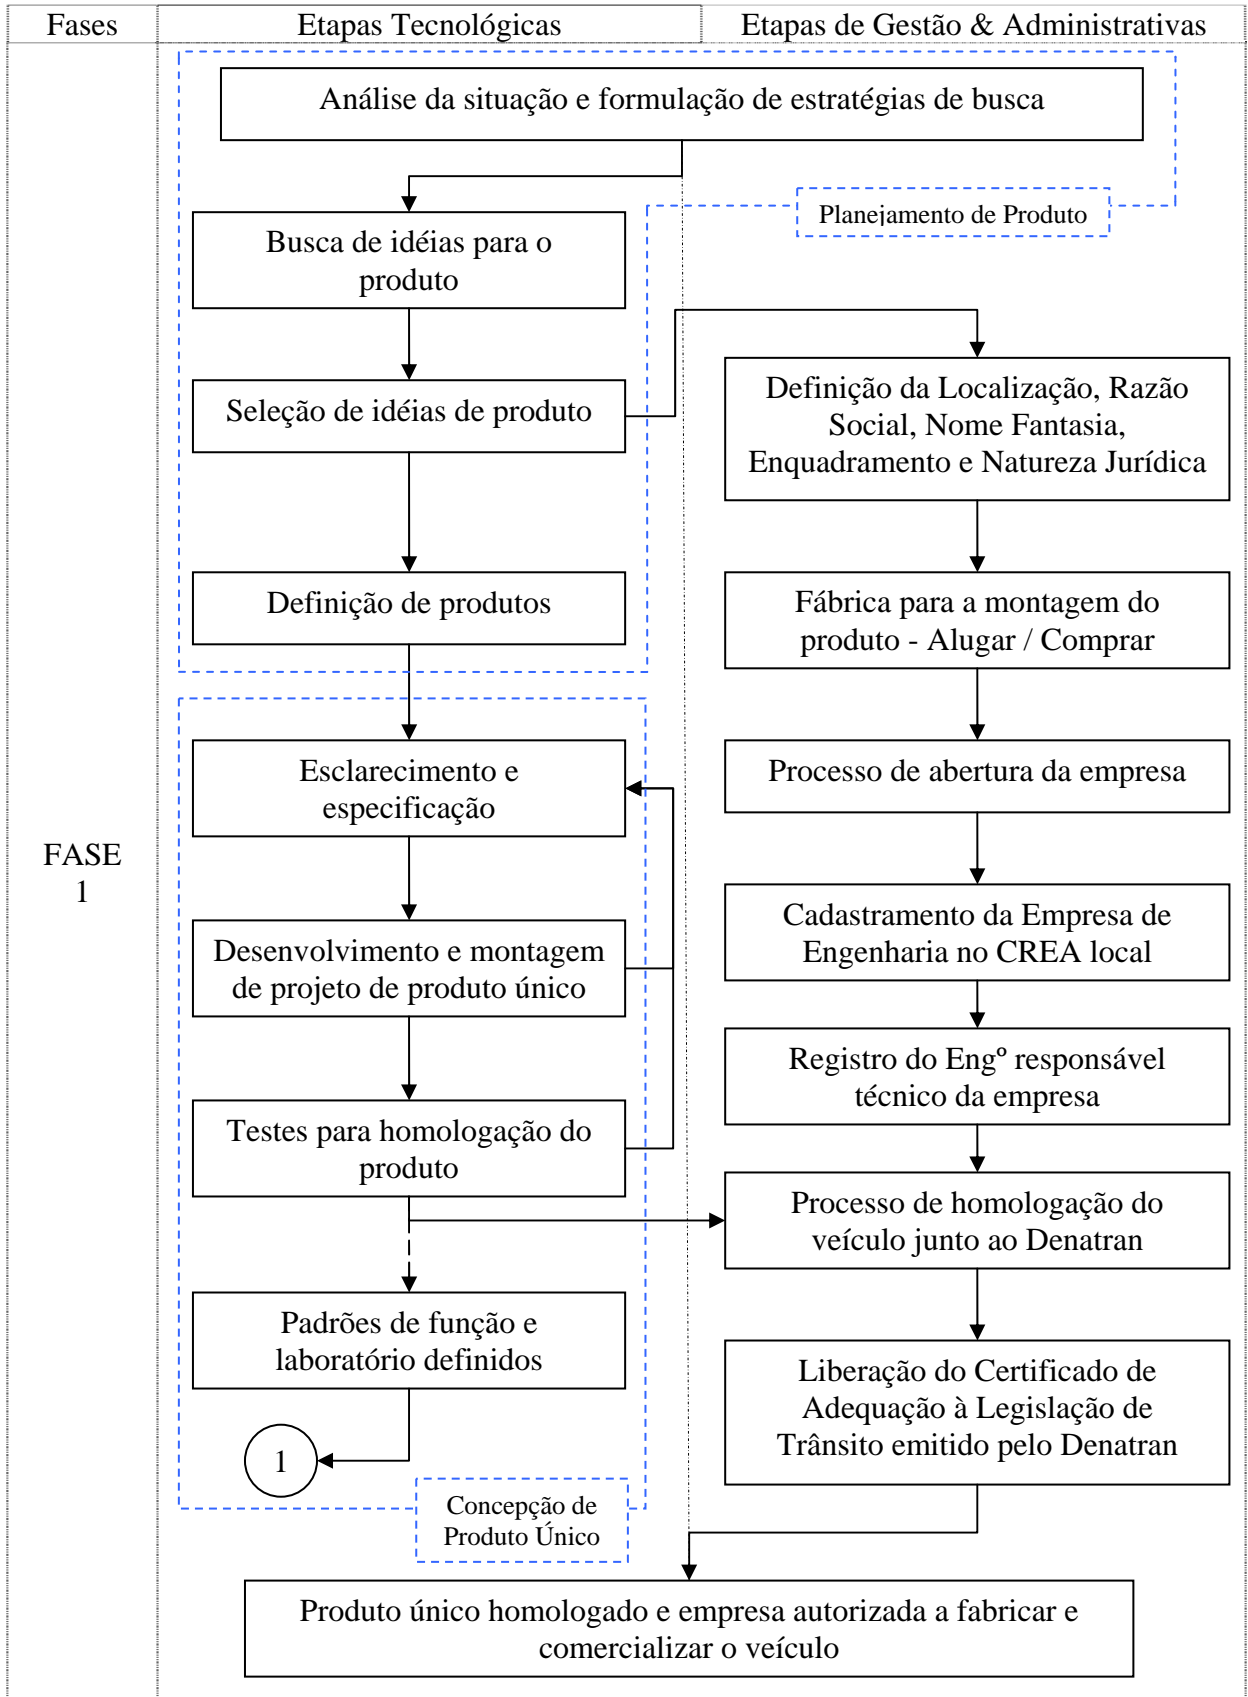 Fases
Etapas Tecnológicas
Etapas de Gestão & Administrativas
Análise da situação e formulação de estratégias de busca
Planejamento de Produto
Busca de idéias para o
produto
Seleção de idéias de produto
Definição da Localização, Razão
Social, Nome Fantasia,
Enquadramento e Natureza Jurídica
Definição de produtos
Fábrica para a montagem do
produto - Alugar / Comprar
Esclarecimento e
especificação
Processo de abertura da empresa
FASE
1
Desenvolvimento e montagem
de projeto de produto único
Cadastramento da Empresa de
Engenharia no CREA local
Registro do Engº responsável
técnico da empresa
Testes para homologação do
produto
Processo de homologação do
veículo junto ao Denatran
Padrões de função e
laboratório definidos
Liberação do Certificado de
Adequação à Legislação de
Trânsito emitido pelo Denatran
1
Concepção de
Produto Único
Produto único homologado e empresa autorizada a fabricar e
comercializar o veículo